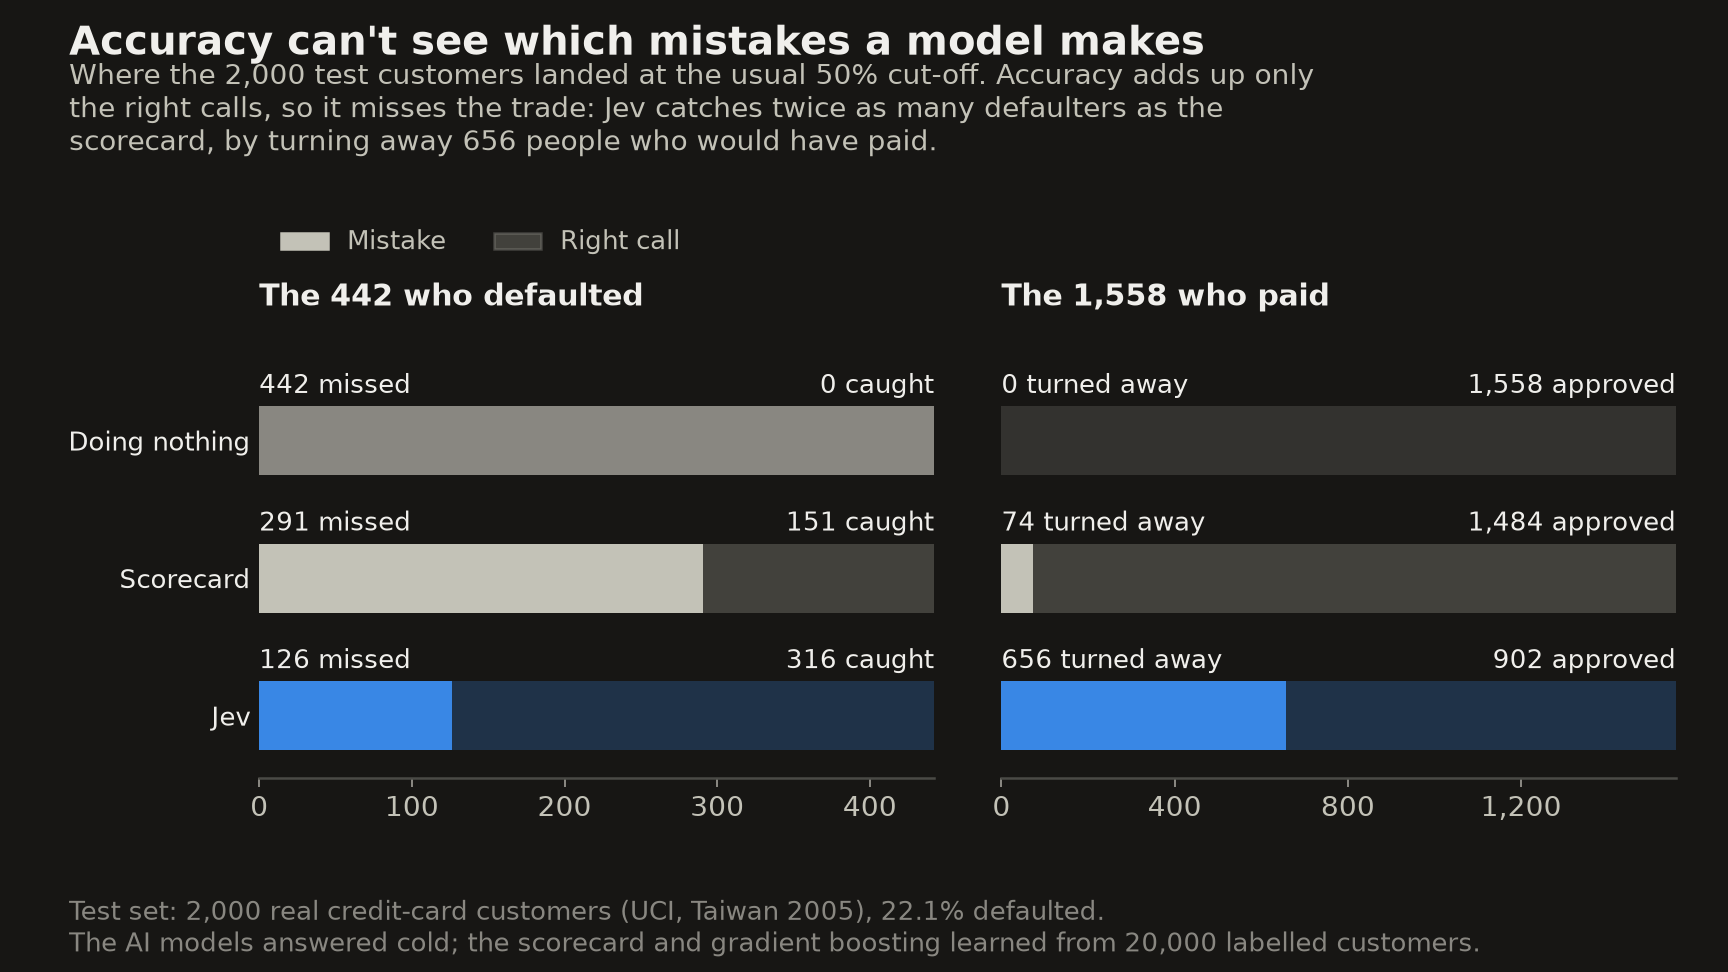 Accuracy can't see which mistakes a model makes
Where the 2,000 test customers landed at the usual 50% cut-off. Accuracy adds up only
the right calls, so it misses the trade: Jev catches twice as many defaulters as the
scorecard, by turning away 656 people who would have paid.
Mistake
Right call
The 442 who defaulted
The 1,558 who paid
442 missed
0 caught
0 turned away
1,558 approved
Doing nothing
291 missed
151 caught
74 turned away
1,484 approved
Scorecard
126 missed
316 caught
656 turned away
902 approved
Jev
0
100
200
300
400
0
400
800
1,200
Test set: 2,000 real credit-card customers (UCI, Taiwan 2005), 22.1% defaulted.
The AI models answered cold; the scorecard and gradient boosting learned from 20,000 labelled customers.